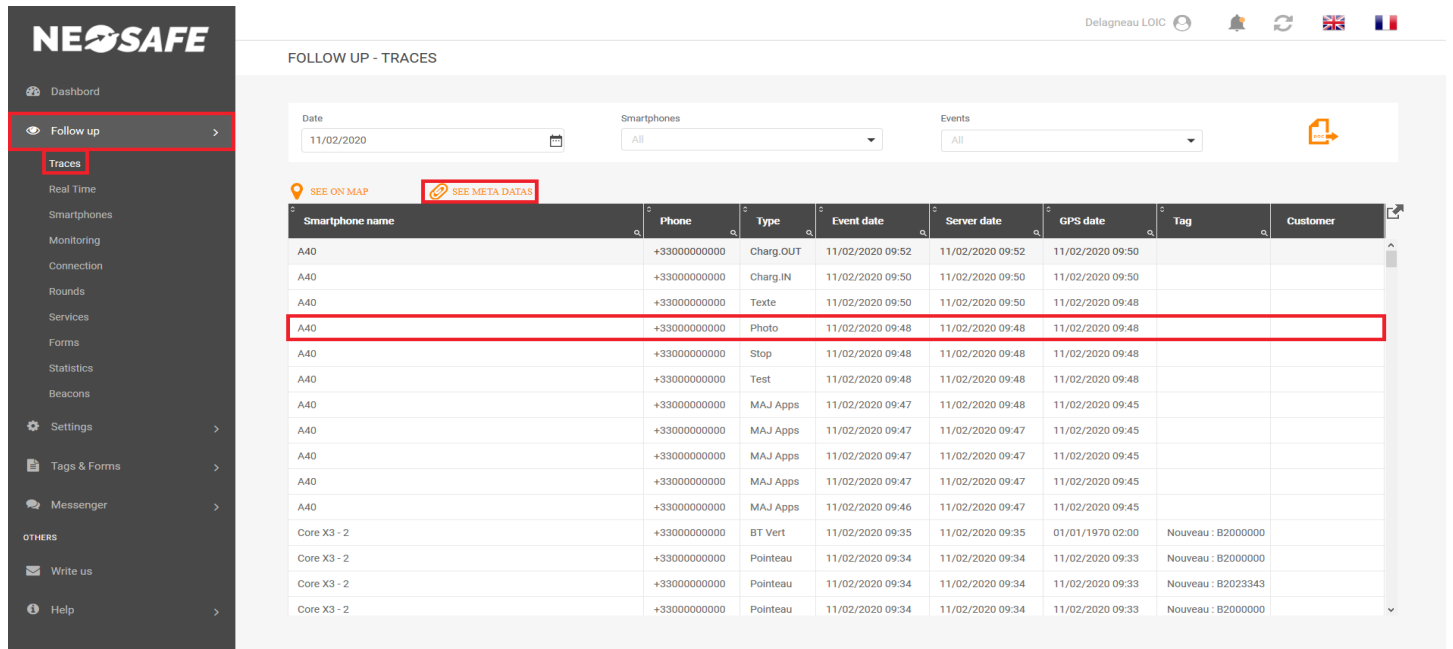 NEOSAFE
Delagneau LOIC
FOLLOW UP - TRACES
Dashbord
Follow up
Traces
Real Time
Smartphones
Monitoring
Connection
Rounds
Services
Forms
Statistics
Beacons
Settings
Tags & Forms
Messenger
OTHERS
Write us
Help
Date Smartphones Events
11/02/2020 All All
SEE ON MAP SEE META DATAS
Smartphone name Phone Type Event date Server date GPS date Tag Customer
A40 +33000000000 Charg.OUT 11/02/2020 09:52 11/02/2020 09:52 11/02/2020 09:50
A40 +33000000000 Charg.IN 11/02/2020 09:50 11/02/2020 09:50 11/02/2020 09:50
A40 +33000000000 Texte 11/02/2020 09:50 11/02/2020 09:50 11/02/2020 09:48
A40 +33000000000 Photo 11/02/2020 09:48 11/02/2020 09:48 11/02/2020 09:48
A40 +33000000000 Stop 11/02/2020 09:48 11/02/2020 09:48 11/02/2020 09:48
A40 +33000000000 Test 11/02/2020 09:48 11/02/2020 09:48 11/02/2020 09:48
A40 +33000000000 MAJ Apps 11/02/2020 09:47 11/02/2020 09:48 11/02/2020 09:45
A40 +33000000000 MAJ Apps 11/02/2020 09:47 11/02/2020 09:47 11/02/2020 09:45
A40 +33000000000 MAJ Apps 11/02/2020 09:47 11/02/2020 09:47 11/02/2020 09:45
A40 +33000000000 MAJ Apps 11/02/2020 09:47 11/02/2020 09:47 11/02/2020 09:45
A40 +33000000000 MAJ Apps 11/02/2020 09:46 11/02/2020 09:47 11/02/2020 09:45
Core X3 - 2 +33000000000 BT Vert 11/02/2020 09:35 11/02/2020 09:35 01/01/1970 02:00 Nouveau : B2000000
Core X3 - 2 +33000000000 Pointeau 11/02/2020 09:34 11/02/2020 09:34 11/02/2020 09:33 Nouveau : B2000000
Core X3 - 2 +33000000000 Pointeau 11/02/2020 09:34 11/02/2020 09:34 11/02/2020 09:33 Nouveau : B2023343
Core X3 - 2 +33000000000 Pointeau 11/02/2020 09:34 11/02/2020 09:34 11/02/2020 09:33 Nouveau : B2000000